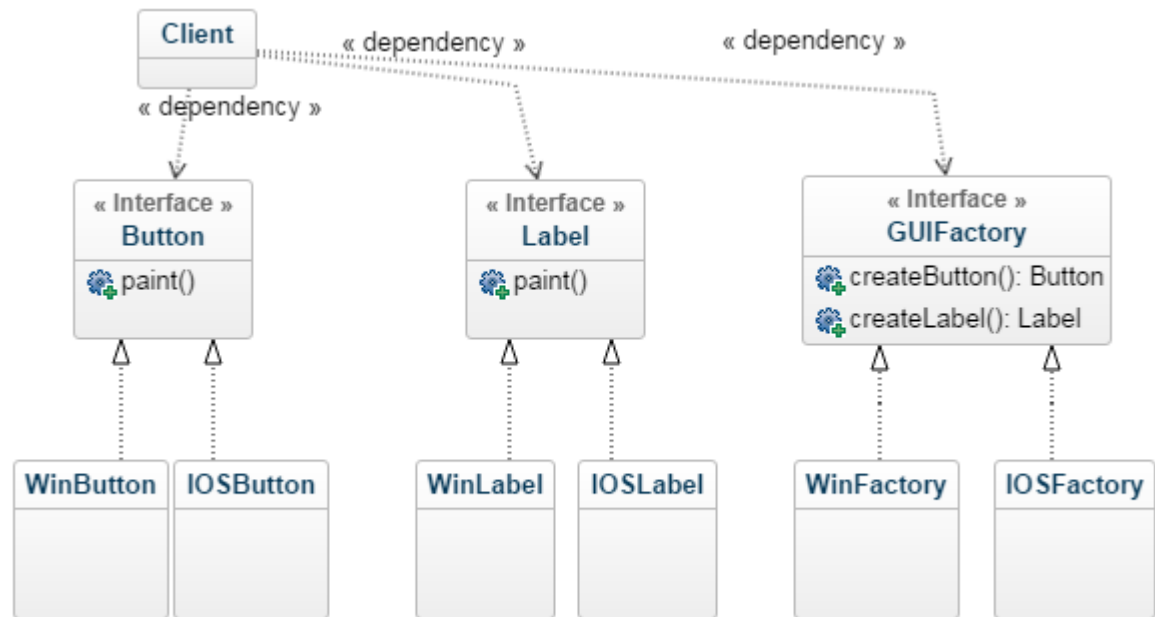 Client
« dependency »
« dependency »
« dependency »
« Interface »
Button
paint()
« Interface »
Label
paint()
« Interface »
GUIFactory
createButton(): Button
createLabel(): Label
WinButton
IOSButton
WinLabel
IOSLabel
WinFactory
IOSFactory